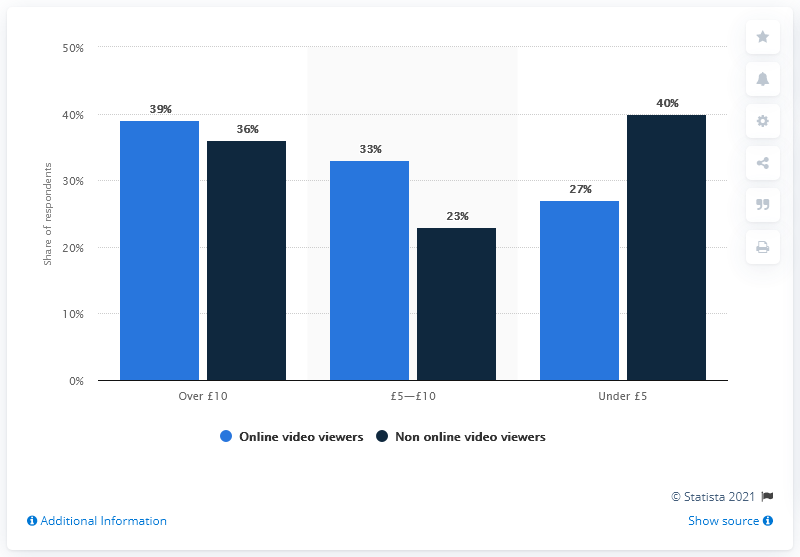 50%
40%
30%
20%
10%
0%
Share of respondents
39%
36%
33%
23%
27%
40%
Over £10
£5—£10
Under £5
Online video viewers
Non online video viewers
© Statista 2021
Additional Information
Show source